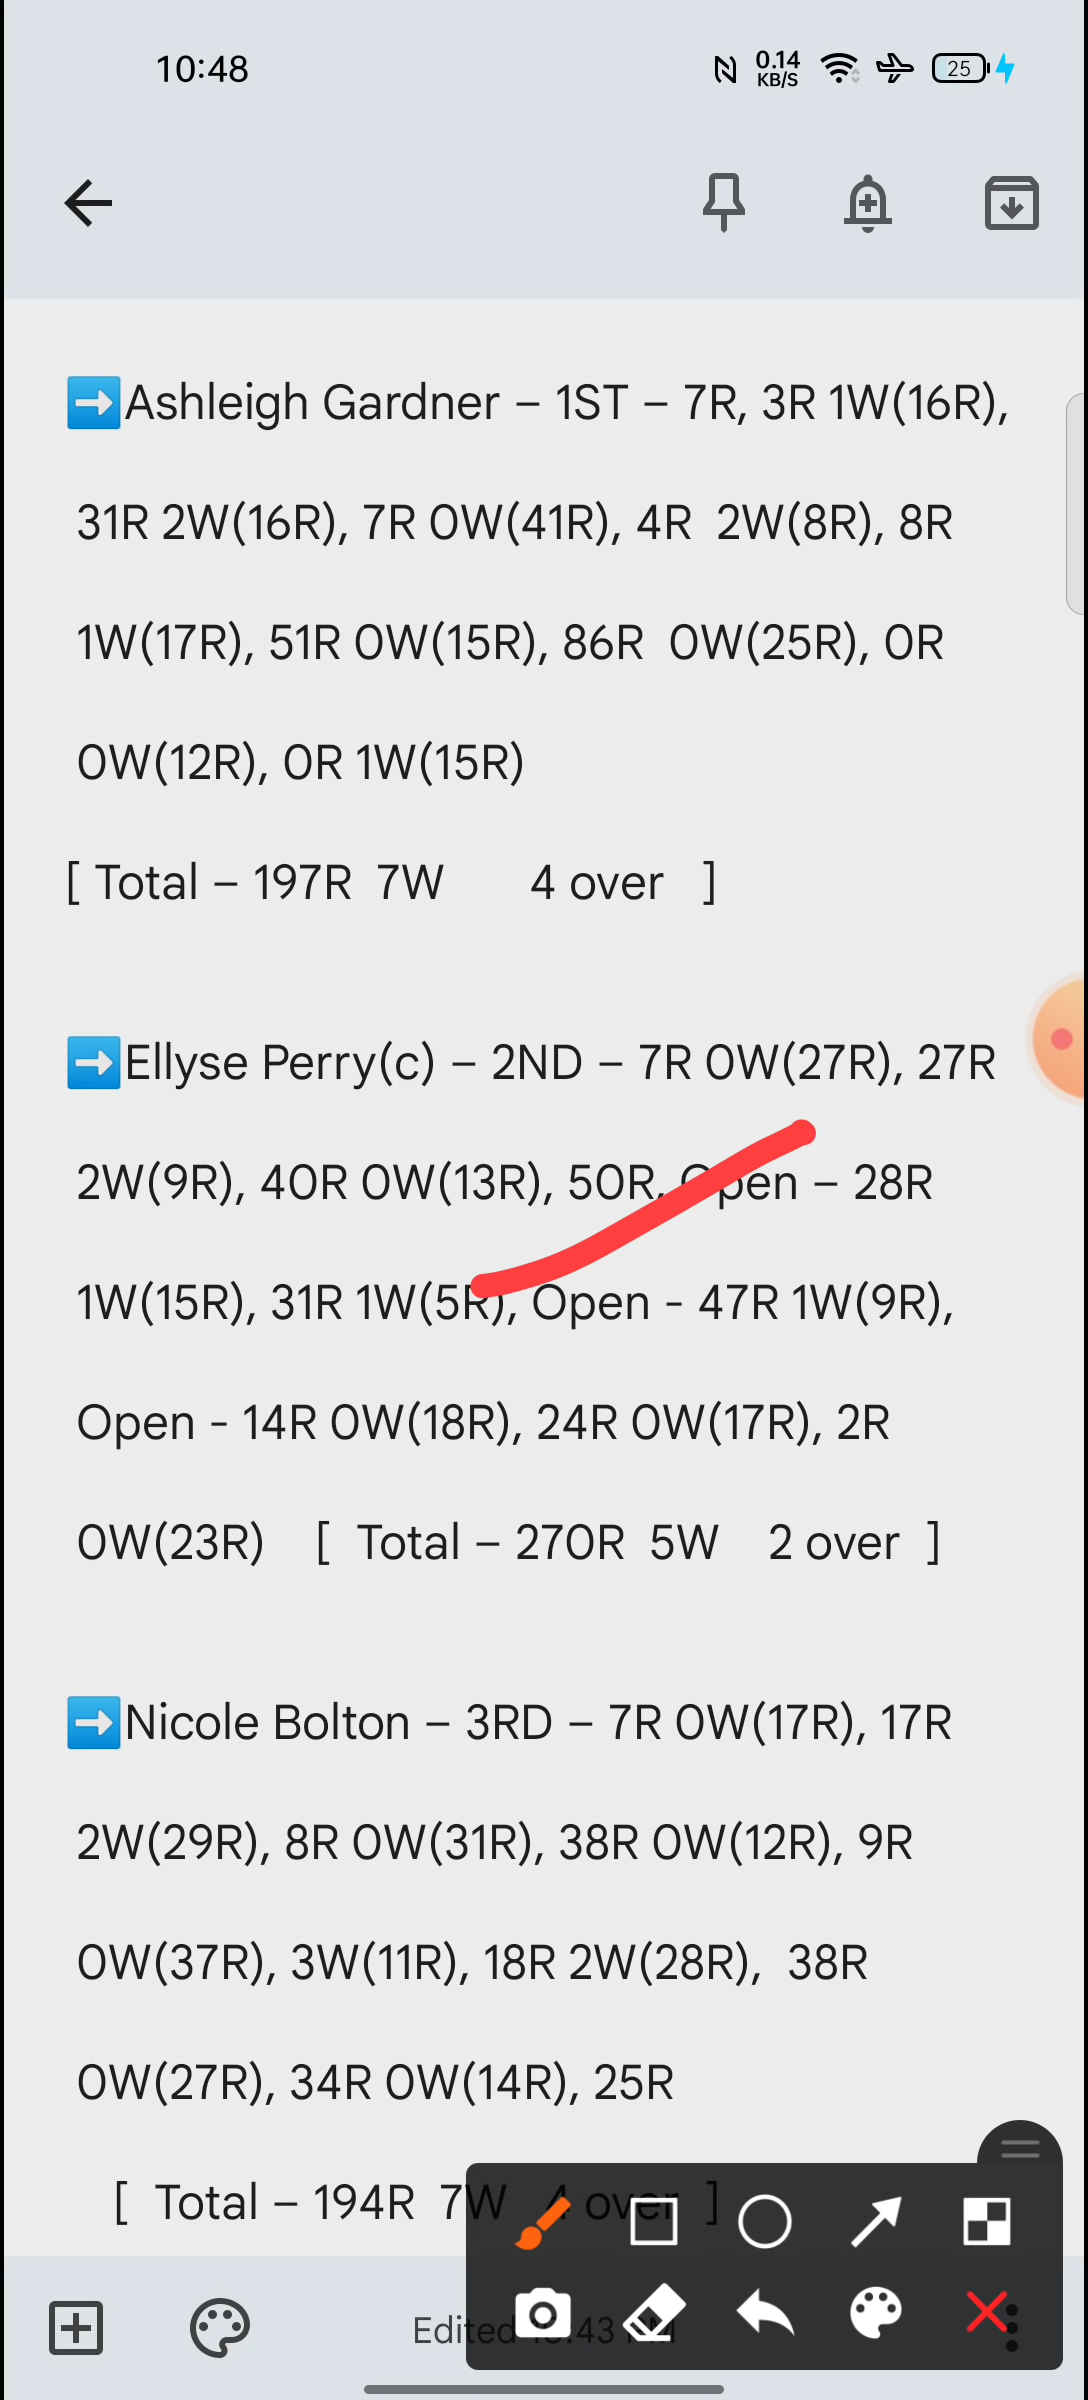 10:48
0.14
KB/S
25
➡️Ashleigh Gardner – 1ST – 7R, 3R 1W(16R),
31R 2W(16R), 7R 0W(41R), 4R 2W(8R), 8R
1W(17R), 51R 0W(15R), 86R 0W(25R), 0R
0W(12R), 0R 1W(15R)
[ Total – 197R 7W 4 over ]
➡️Ellyse Perry(c) – 2ND – 7R 0W(27R), 27R
2W(9R), 40R 0W(13R), 50R, Open – 28R
1W(15R), 31R 1W(5R), Open - 47R 1W(9R),
Open - 14R 0W(18R), 24R 0W(17R), 2R
0W(23R) [ Total – 270R 5W 2 over ]
➡️Nicole Bolton – 3RD – 7R 0W(17R), 17R
2W(29R), 8R 0W(31R), 38R 0W(12R), 9R
0W(37R), 3W(11R), 18R 2W(28R), 38R
0W(27R), 34R 0W(14R), 25R
[ Total – 194R 7W 4 over ]
Edited